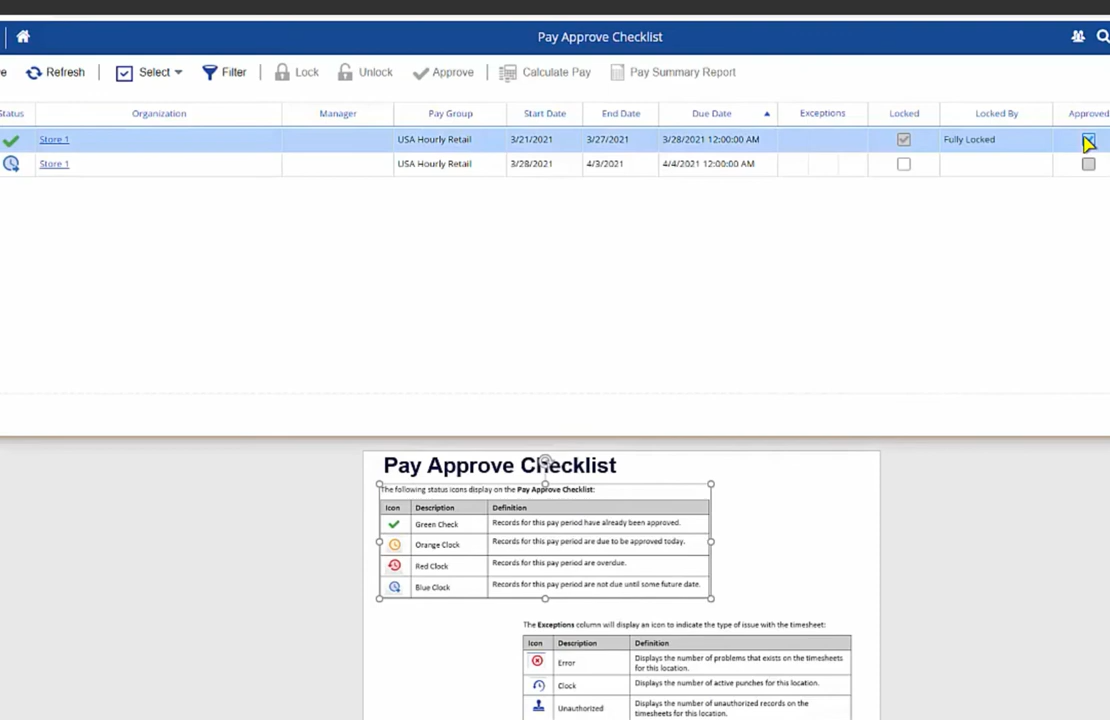 Pay Approve Checklist
Refresh Select Filter Lock Unlock Approve Calculate Pay Pay Summary Report
Organization Manager Pay Group Start Date End Date Due Date Exceptions Locked Locked By Approved
Store 1 USA Hourly Retail 3/21/2021 3/27/2021 3/28/2021 12:00:00 AM Fully Locked
Store 1 USA Hourly Retail 3/28/2021 4/3/2021 4/4/2021 12:00:00 AM
Pay Approve Checklist
The following status icons display on the Pay Approve Checklist:
Icon Description Definition
Green Check Records for this pay period have already been approved.
Orange Clock Records for this pay period are due to be approved today.
Red Clock Records for this pay period are overdue.
Blue Clock Records for this pay period are not due until some future date.
The Exceptions column will display an icon to indicate the type of issue with the timesheet:
Icon Description Definition
Error Displays the number of problems that exists on the timesheets
for this location.
Clock Displays the number of active punches for this location.
Unauthorized Displays the number of unauthorized records on the
timesheets for this location.